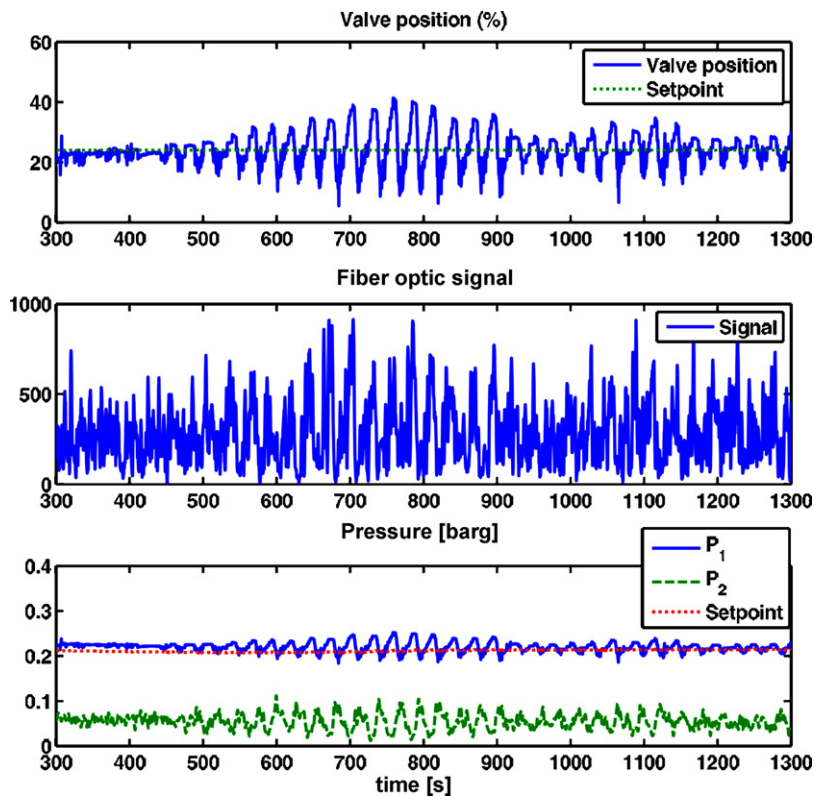 Valve position (%)
60
40
20
0
Valve position
Setpoint
300 400 500 600 700 800 900 1000 1100 1200 1300
Fiber optic signal
1000
500
0
Signal
300 400 500 600 700 800 900 1000 1100 1200 1300
Pressure [barg]
0.4
0.3
0.2
0.1
0
P1
P2
Setpoint
300 400 500 600 700 800 900 1000 1100 1200 1300
time [s]